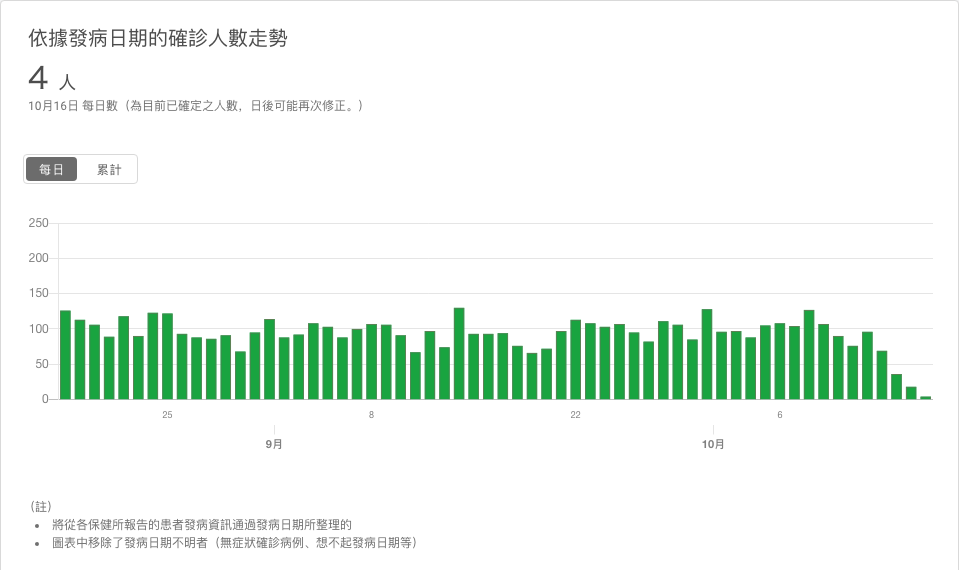 依據發病日期的確診人數走勢
4 人
10月16日 每日數（為目前已確定之人數，日後可能再次修正。）
每日 累計
250
200
150
100
50
0
25 8 22 6
9月 10月
（註）
• 將從各保健所報告的患者發病資訊通過發病日期所整理的
• 圖表中移除了發病日期不明者（無症狀確診病例、想不起發病日期等）